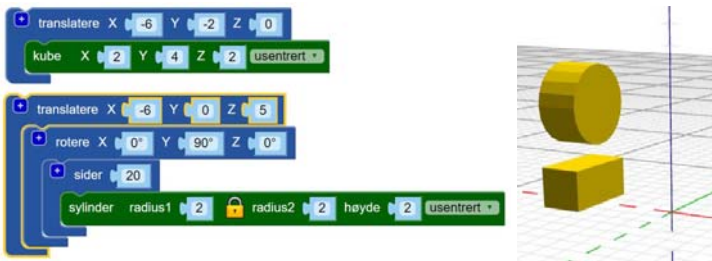 translatere X -6 Y -2 Z 0
kube X 2 Y 4 Z 2 usentrert
translatere X -6 Y 0 Z 5
rotere X 0° Y 90° Z 0°
sider 20
sylinder radius1 2 radius2 2 høyde 2 usentrert